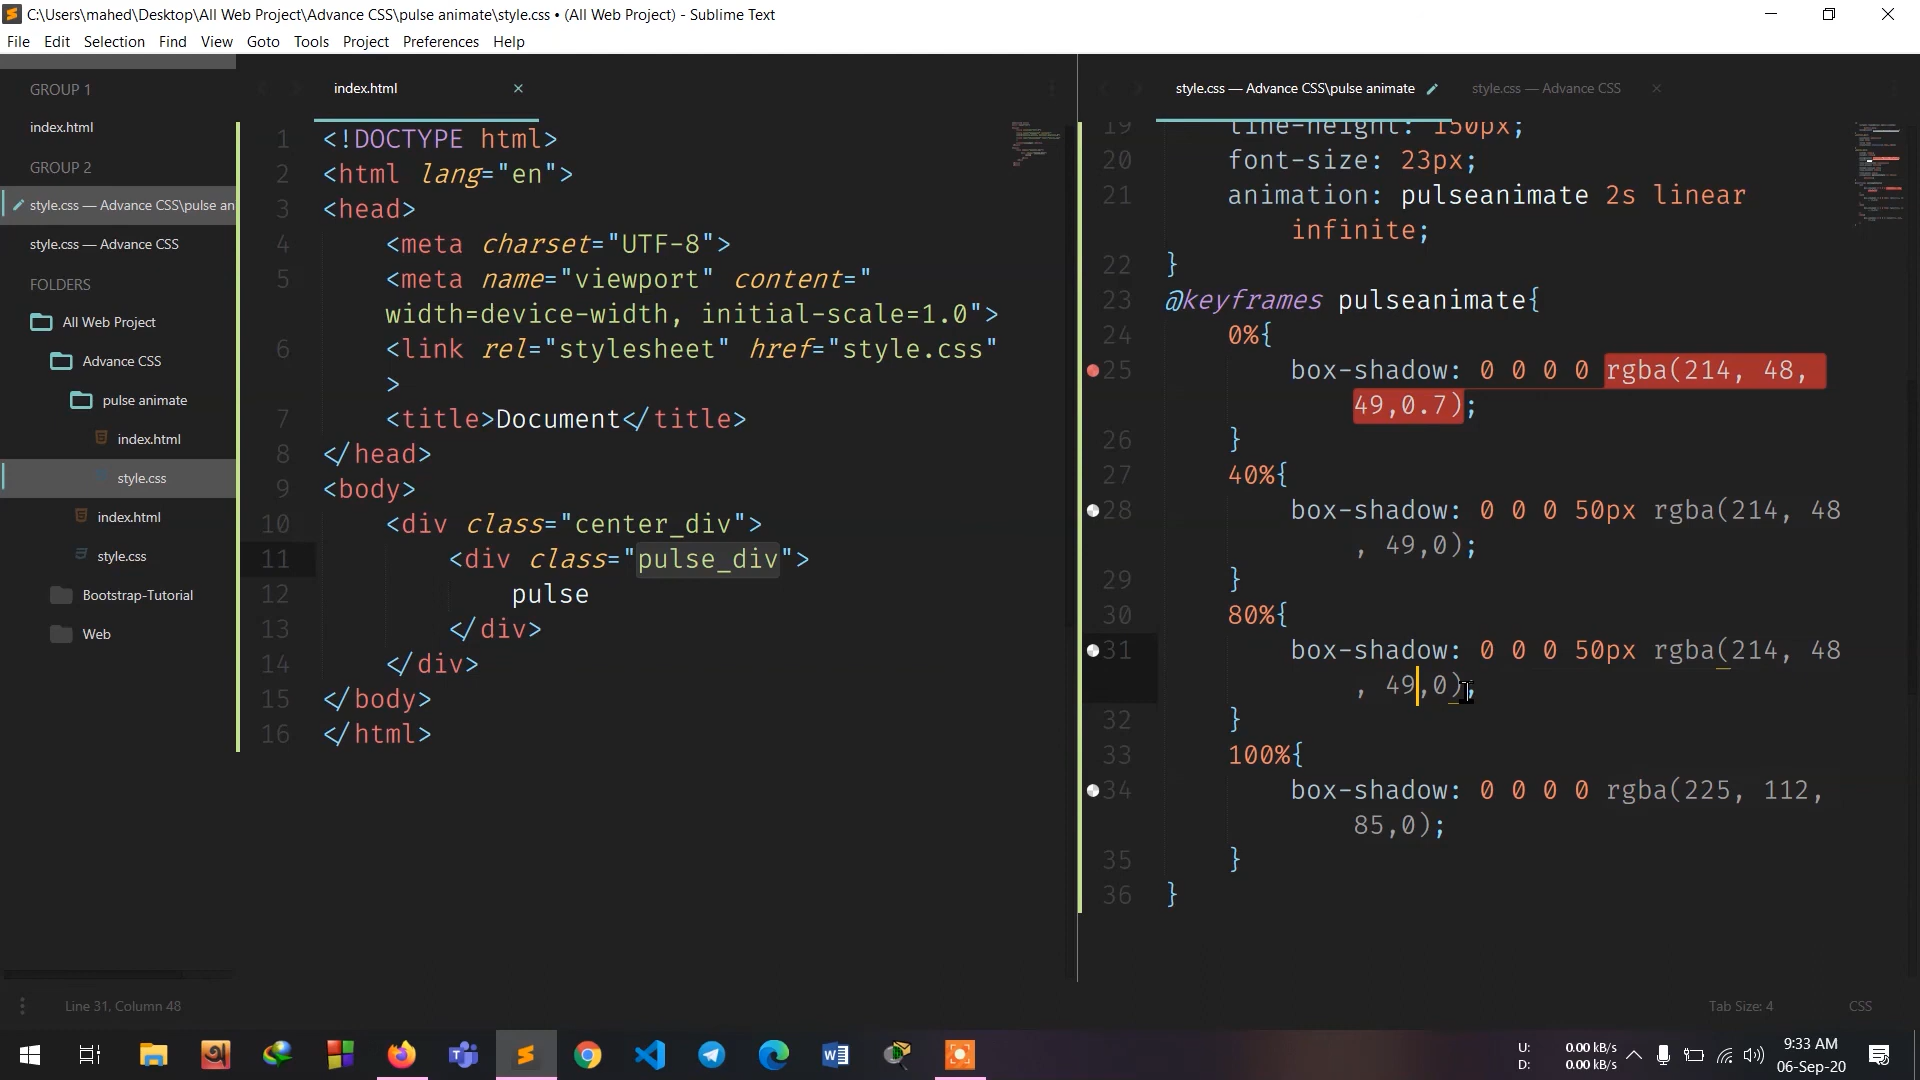 C:\Users\mahed\Desktop\All Web Project\Advance CSS\pulse animate\style.css • (All Web Project) - Sublime Text
File Edit Selection Find View Goto Tools Project Preferences Help
GROUP 1
index.html
GROUP 2
style.css — Advance CSS\pulse an
style.css — Advance CSS
FOLDERS
All Web Project
Advance CSS
pulse animate
index.html
style.css
index.html
style.css
Bootstrap-Tutorial
Web
index.html
1 <!DOCTYPE html>
2 <html lang="en">
3 <head>
4 <meta charset="UTF-8">
5 <meta name="viewport" content="
width=device-width, initial-scale=1.0">
6 <link rel="stylesheet" href="style.css"
>
7 <title>Document</title>
8 </head>
9 <body>
10 <div class="center_div">
11 <div class="pulse_div">
12 pulse
13 </div>
14 </div>
15 </body>
16 </html>
style.css — Advance CSS\pulse animate
style.css — Advance CSS
19 line-height: 150px;
20 font-size: 23px;
21 animation: pulseanimate 2s linear
infinite;
22 }
23 @keyframes pulseanimate{
24 0%{
25 box-shadow: 0 0 0 0 rgba(214, 48,
49,0.7);
26 }
27 40%{
28 box-shadow: 0 0 0 50px rgba(214, 48
, 49,0);
29 }
30 80%{
31 box-shadow: 0 0 0 50px rgba(214, 48
, 49,0);
32 }
33 100%{
34 box-shadow: 0 0 0 0 rgba(225, 112,
85,0);
35 }
36 }
Line 31, Column 48
Tab Size: 4
CSS
U: 0.00 kB/s
D: 0.00 kB/s
9:33 AM
06-Sep-20